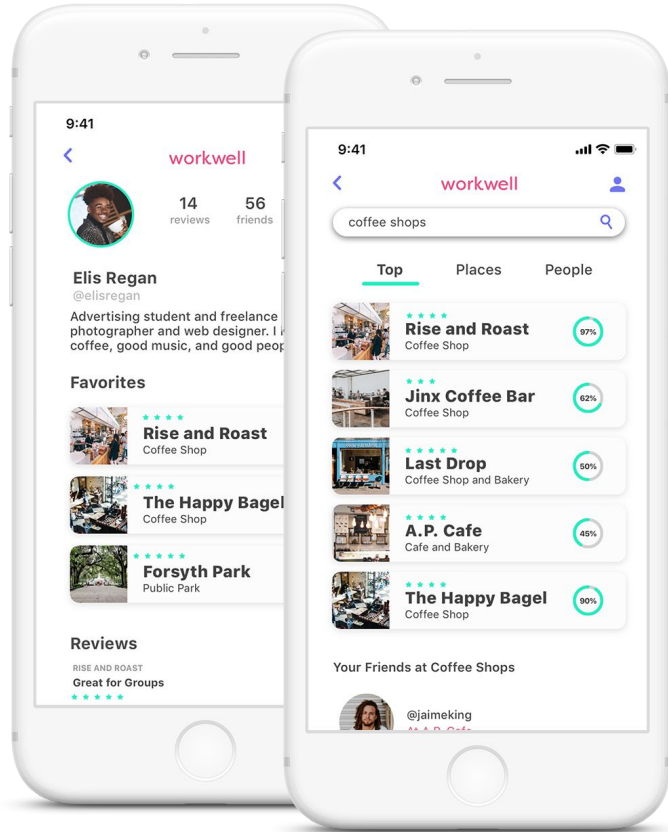 9:41
workwell
14
reviews
56
friends
Elis Regan
@elisregan
Advertising student and freelance
photographer and web designer. I
coffee, good music, and good peop
Favorites
Rise and Roast
Coffee Shop
The Happy Bagel
Coffee Shop
Forsyth Park
Public Park
Reviews
RISE AND ROAST
Great for Groups
9:41
workwell
coffee shops
Top
Places
People
Rise and Roast
Coffee Shop
97%
Jinx Coffee Bar
Coffee Shop
62%
Last Drop
Coffee Shop and Bakery
50%
A.P. Cafe
Cafe and Bakery
45%
The Happy Bagel
Coffee Shop
90%
Your Friends at Coffee Shops
@jaimeking
At A.P. Cafe